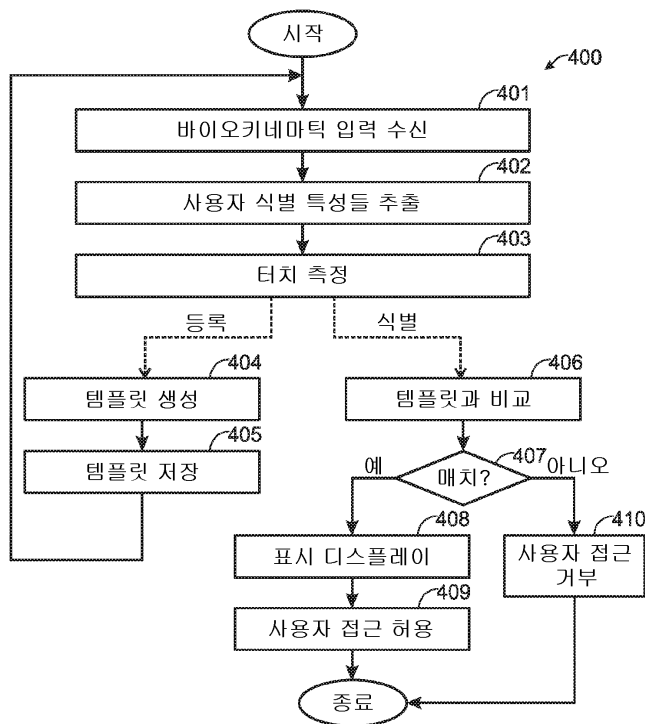 시작
400
401
바이오키네마틱 입력 수신
402
사용자 식별 특성들 추출
403
터치 측정
등록
식별
404
템플릿 생성
405
템플릿 저장
406
템플릿과 비교
407
매치?
예
아니오
408
표시 디스플레이
409
사용자 접근 허용
410
사용자 접근
거부
종료